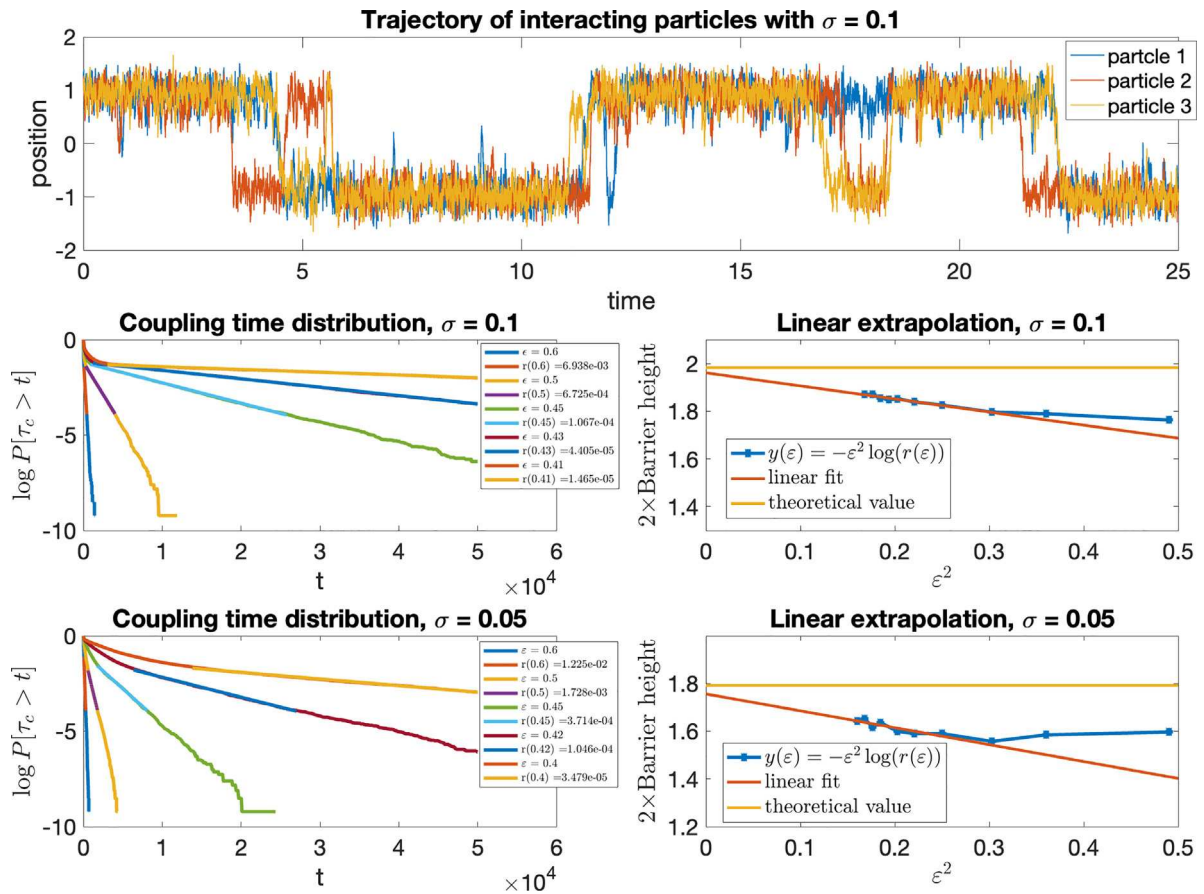 Trajectory of interacting particles with σ = 0.1
2
1
0
-1
-2
position
partcle 1
particle 2
particle 3
0
5
10
15
20
25
time
Coupling time distribution, σ = 0.1
0
-5
-10
log P[τ_c > t]
ϵ = 0.6
r(0.6) =6.938e-03
ϵ = 0.5
r(0.5) =6.725e-04
ϵ = 0.45
r(0.45) =1.067e-04
ϵ = 0.43
r(0.43) =4.405e-05
ϵ = 0.41
r(0.41) =1.465e-05
0
1
2
3
4
5
6
t
×10^4
Linear extrapolation, σ = 0.1
2
1.8
1.6
1.4
2×Barrier height
y(ε) = −ε² log(r(ε))
linear fit
theoretical value
0
0.1
0.2
0.3
0.4
0.5
ε²
Coupling time distribution, σ = 0.05
0
-5
-10
log P[τ_c > t]
ε = 0.6
r(0.6) =1.225e-02
ε = 0.5
r(0.5) =1.728e-03
ε = 0.45
r(0.45) =3.714e-04
ε = 0.42
r(0.42) =1.046e-04
ε = 0.4
r(0.4) =3.479e-05
0
1
2
3
4
5
6
t
×10^4
Linear extrapolation, σ = 0.05
1.8
1.6
1.4
1.2
2×Barrier height
y(ε) = −ε² log(r(ε))
linear fit
theoretical value
0
0.1
0.2
0.3
0.4
0.5
ε²